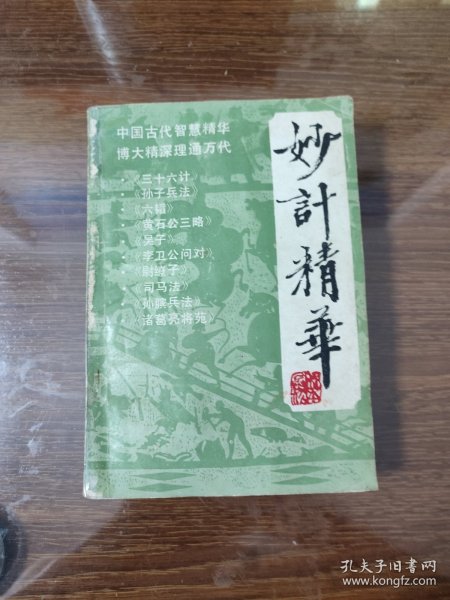 中国古代智慧精华
博大精深理通万代
·《三十六计》
·《孙子兵法》
·《六韬》
·《黄石公三略》
·《吴子》
·《李卫公问对》
·《尉缭子》
·《司马法》
·《孙膑兵法》
·《诸葛亮将苑》
妙計精華
孔夫子旧书网
www.kongfz.com